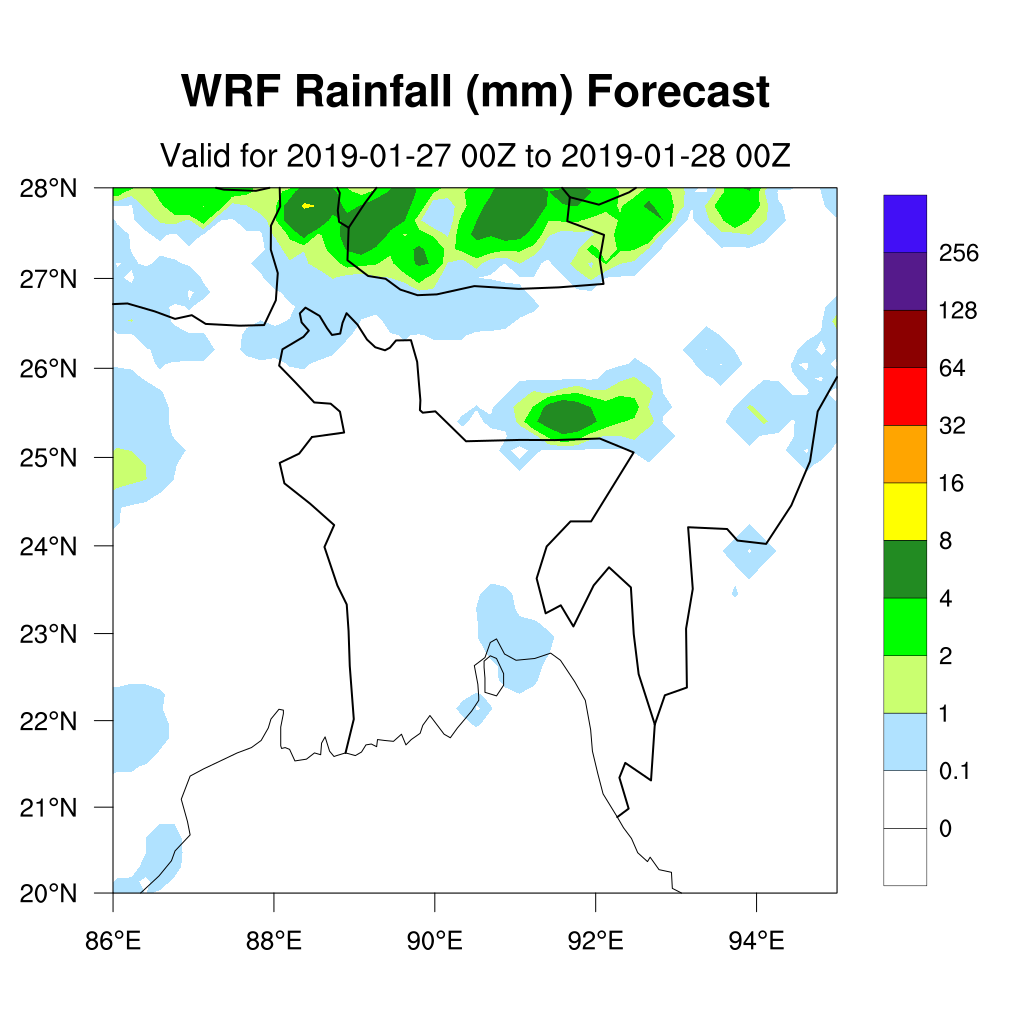 WRF Rainfall (mm) Forecast
Valid for 2019-01-27 00Z to 2019-01-28 00Z
28°N
27°N
26°N
25°N
24°N
23°N
22°N
21°N
20°N
86°E 88°E 90°E 92°E 94°E
256
128
64
32
16
8
4
2
1
0.1
0